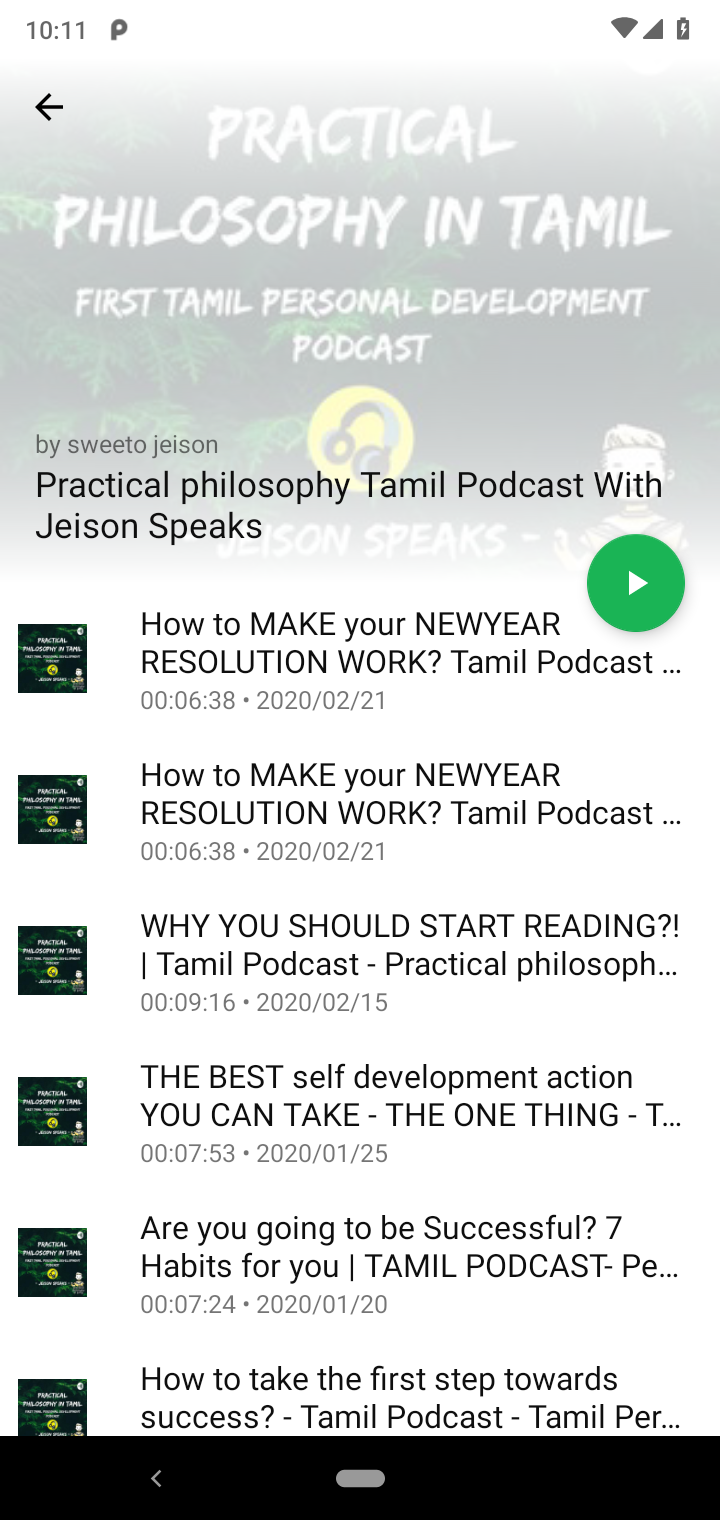 10:11
PRACTICAL
PHILOSOPHY IN TAMIL
FIRST TAMIL PERSONAL DEVELOPMENT
PODCAST
by sweeto jeison
Practical philosophy Tamil Podcast With
Jeison Speaks
- JEISON SPEAKS -
How to MAKE your NEWYEAR
RESOLUTION WORK? Tamil Podcast ...
00:06:38 • 2020/02/21
How to MAKE your NEWYEAR
RESOLUTION WORK? Tamil Podcast ...
00:06:38 • 2020/02/21
WHY YOU SHOULD START READING?!
| Tamil Podcast - Practical philosoph...
00:09:16 • 2020/02/15
THE BEST self development action
YOU CAN TAKE - THE ONE THING - T...
00:07:53 • 2020/01/25
Are you going to be Successful? 7
Habits for you | TAMIL PODCAST- Pe...
00:07:24 • 2020/01/20
How to take the first step towards
success? - Tamil Podcast - Tamil Per...